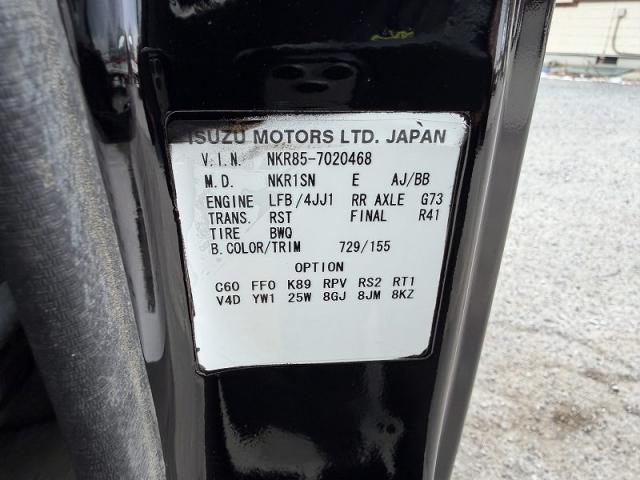 ISUZU MOTORS LTD. JAPAN
V.I.N. NKR85-7020468
M.D. NKR1SN E AJ/BB
ENGINE LFB/4JJ1 RR AXLE G73
TRANS. RST FINAL R41
TIRE BWQ
B.COLOR/TRIM 729/155
OPTION
C60 FF0 K89 RPV RS2 RT1
V4D YW1 25W 8GJ 8JM 8KZ